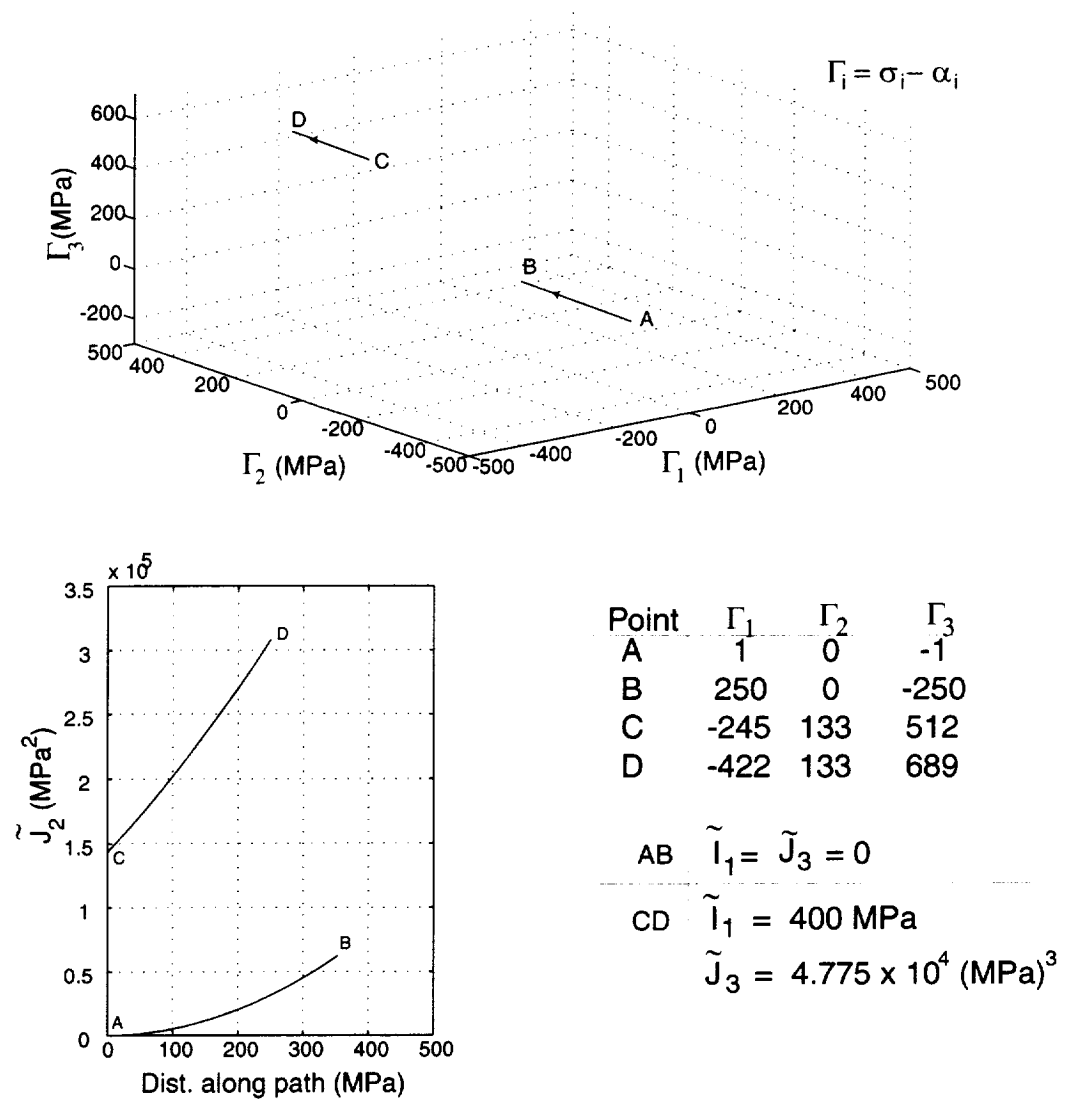 Γi = σi− αi
600
400
200
0
-200
Γ3(MPa)
D
C
B
A
500
400
200
0
-200
-400
-500
Γ2 (MPa)
-500
-400
-200
0
200
400
500
Γ1 (MPa)
x 10^5
3.5
3
2.5
2
1.5
1
0.5
0
J̃2 (MPa²)
D
C
B
A
0 100 200 300 400 500
Dist. along path (MPa)
Point Γ1 Γ2 Γ3
A 1 0 -1
B 250 0 -250
C -245 133 512
D -422 133 689
AB Ĩ1 = J̃3 = 0
CD Ĩ1 = 400 MPa
J̃3 = 4.775 x 10⁴ (MPa)³